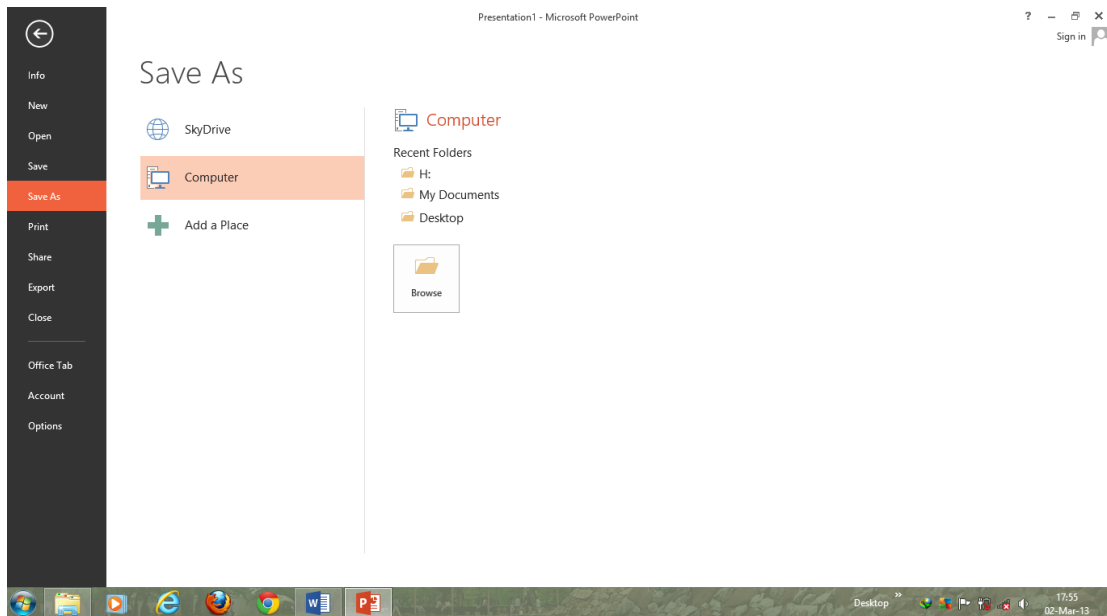 Presentation1 - Microsoft PowerPoint
?
Sign in
Info
New
Open
Save
Save As
Print
Share
Export
Close
Office Tab
Account
Options
Save As
SkyDrive
Computer
Add a Place
Computer
Recent Folders
H:
My Documents
Desktop
Browse
Desktop »
17:55
02-Mar-13